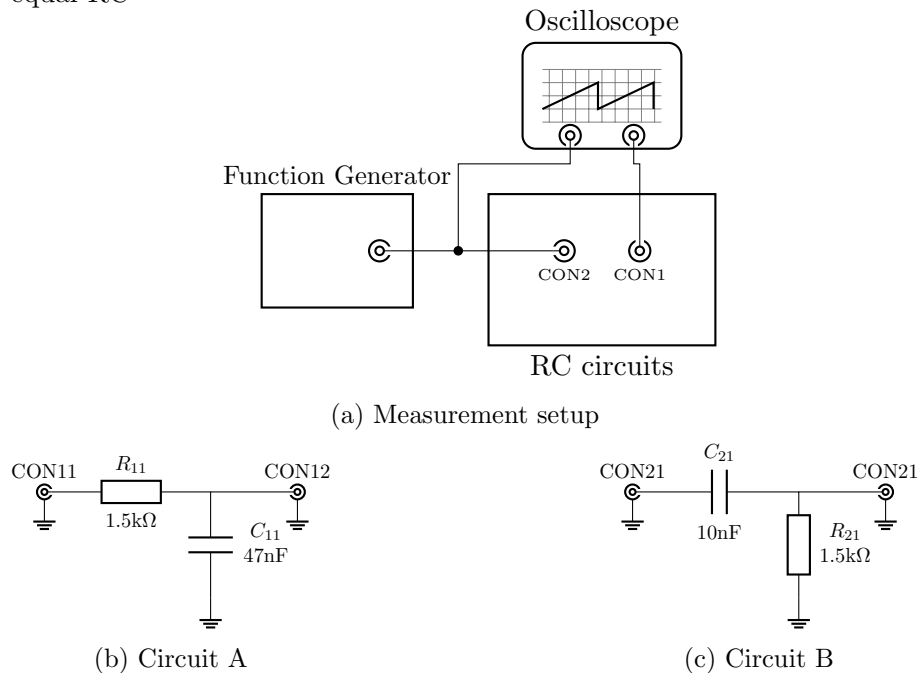 equal RC
Oscilloscope
Function Generator
CON2 CON1
RC circuits
(a) Measurement setup
CON11 R₁₁ CON12
1.5kΩ
C₁₁
47nF
(b) Circuit A
CON21 C₂₁ CON21
10nF
R₂₁
1.5kΩ
(c) Circuit B